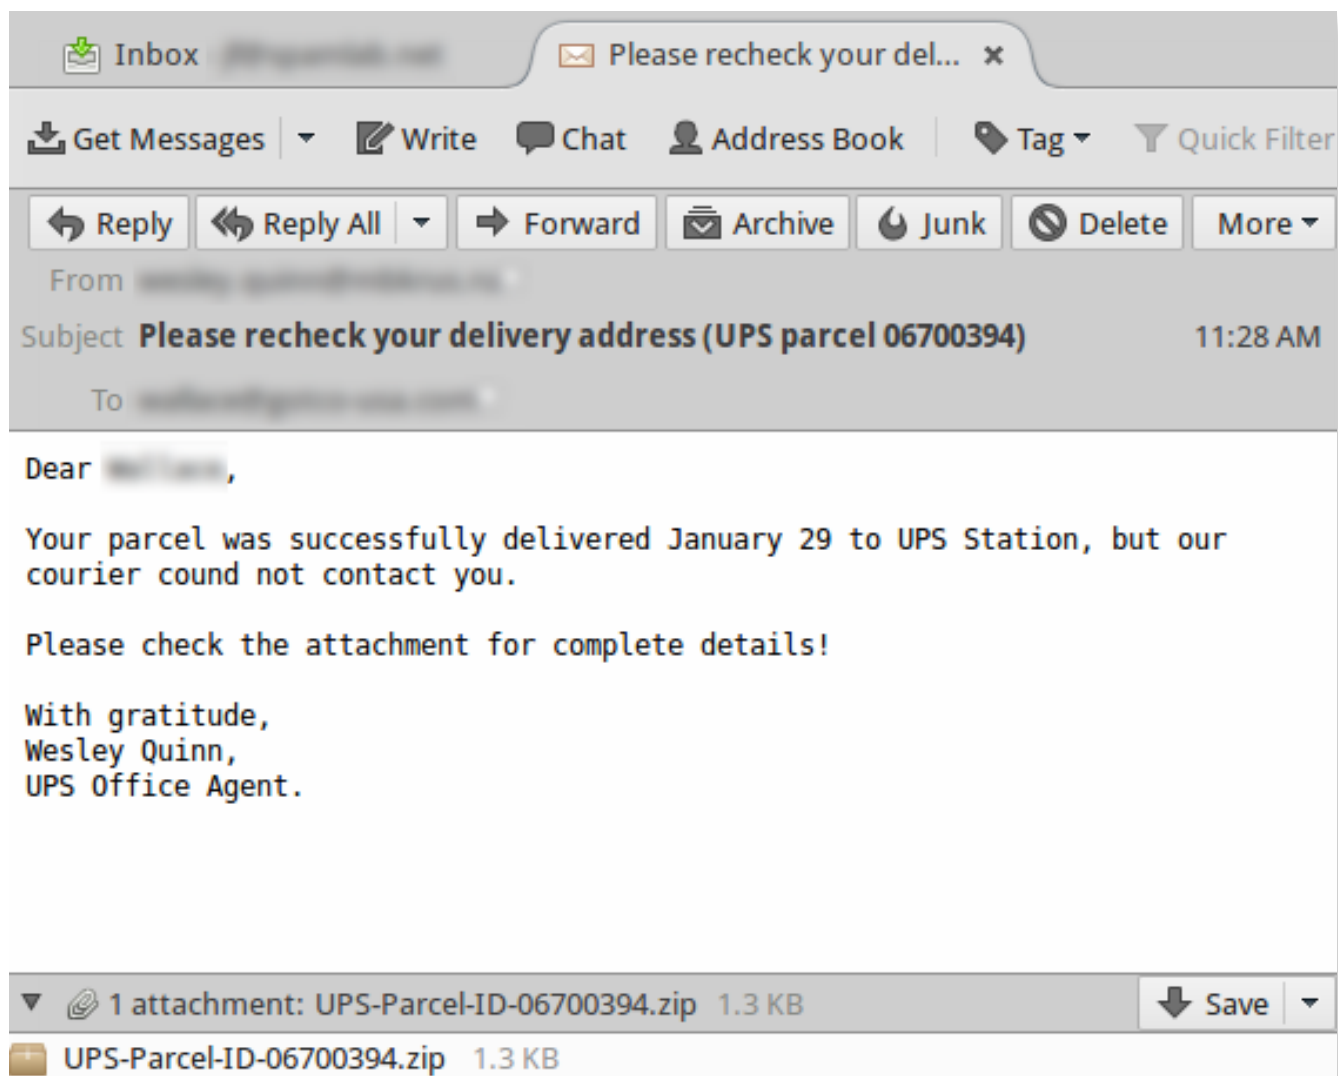 Inbox
Please recheck your del...
Get Messages Write Chat Address Book Tag Quick Filter
Reply Reply All Forward Archive Junk Delete More
From
Subject Please recheck your delivery address (UPS parcel 06700394) 11:28 AM
To
Dear ,
Your parcel was successfully delivered January 29 to UPS Station, but our
courier cound not contact you.
Please check the attachment for complete details!
With gratitude,
Wesley Quinn,
UPS Office Agent.
1 attachment: UPS-Parcel-ID-06700394.zip 1.3 KB Save
UPS-Parcel-ID-06700394.zip 1.3 KB